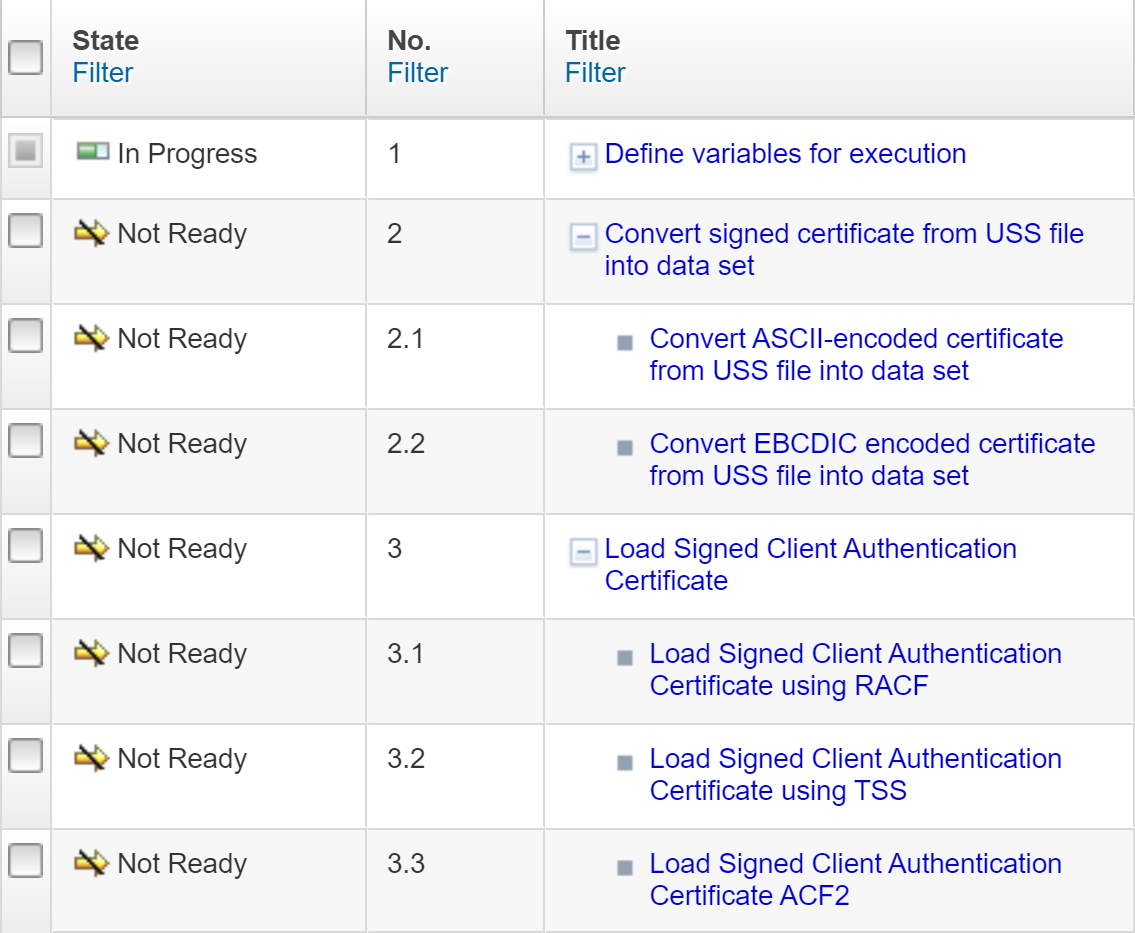 State No. Title
Filter Filter Filter
In Progress 1 Define variables for execution
Not Ready 2 Convert signed certificate from USS file
into data set
Not Ready 2.1 Convert ASCII-encoded certificate
from USS file into data set
Not Ready 2.2 Convert EBCDIC encoded certificate
from USS file into data set
Not Ready 3 Load Signed Client Authentication
Certificate
Not Ready 3.1 Load Signed Client Authentication
Certificate using RACF
Not Ready 3.2 Load Signed Client Authentication
Certificate using TSS
Not Ready 3.3 Load Signed Client Authentication
Certificate ACF2